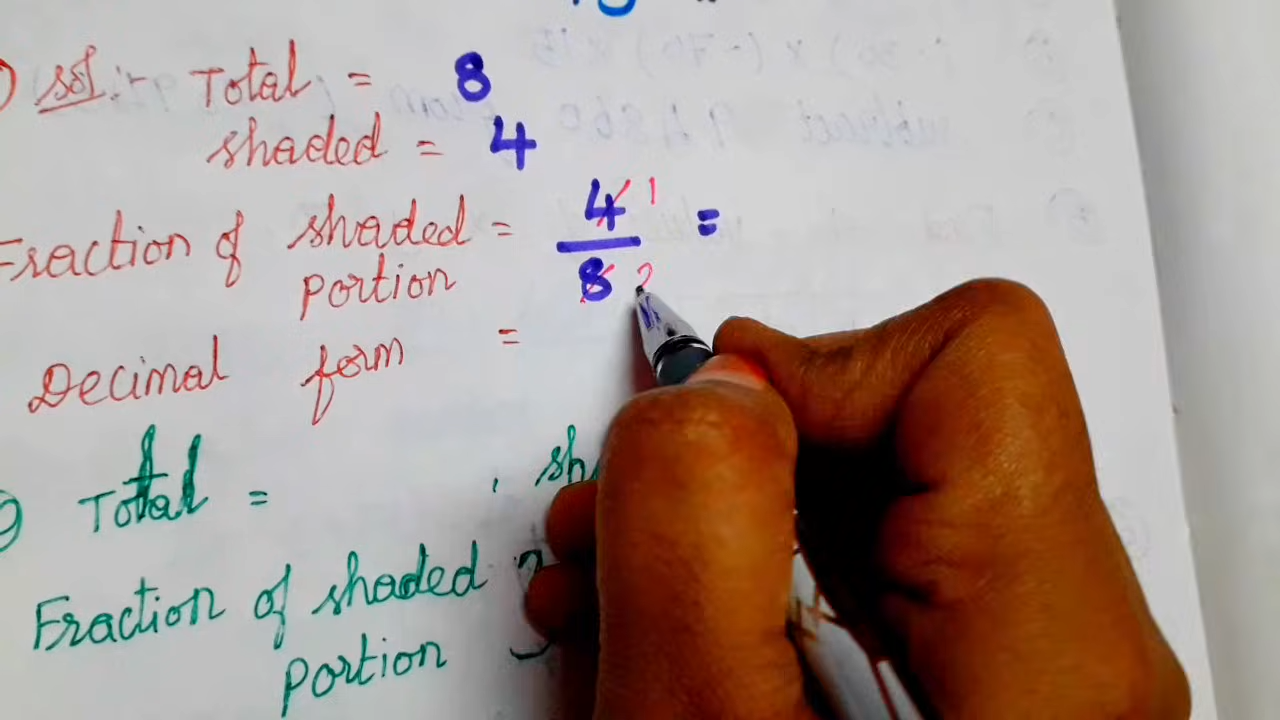 sol:- Total = 8
shaded = 4
Fraction of shaded portion = 4/8 1 2 =
Decimal form =
Total = , sh
Fraction of shaded
portion